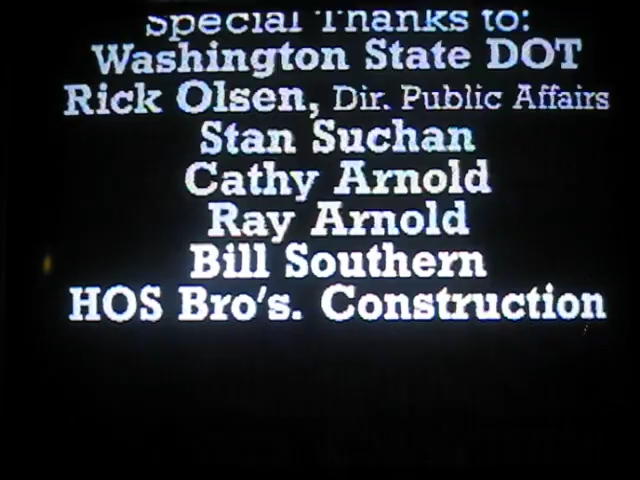 Special Thanks to:
Washington State DOT
Rick Olsen, Dir. Public Affairs
Stan Suchan
Cathy Arnold
Ray Arnold
Bill Southern
HOS Bro's. Construction